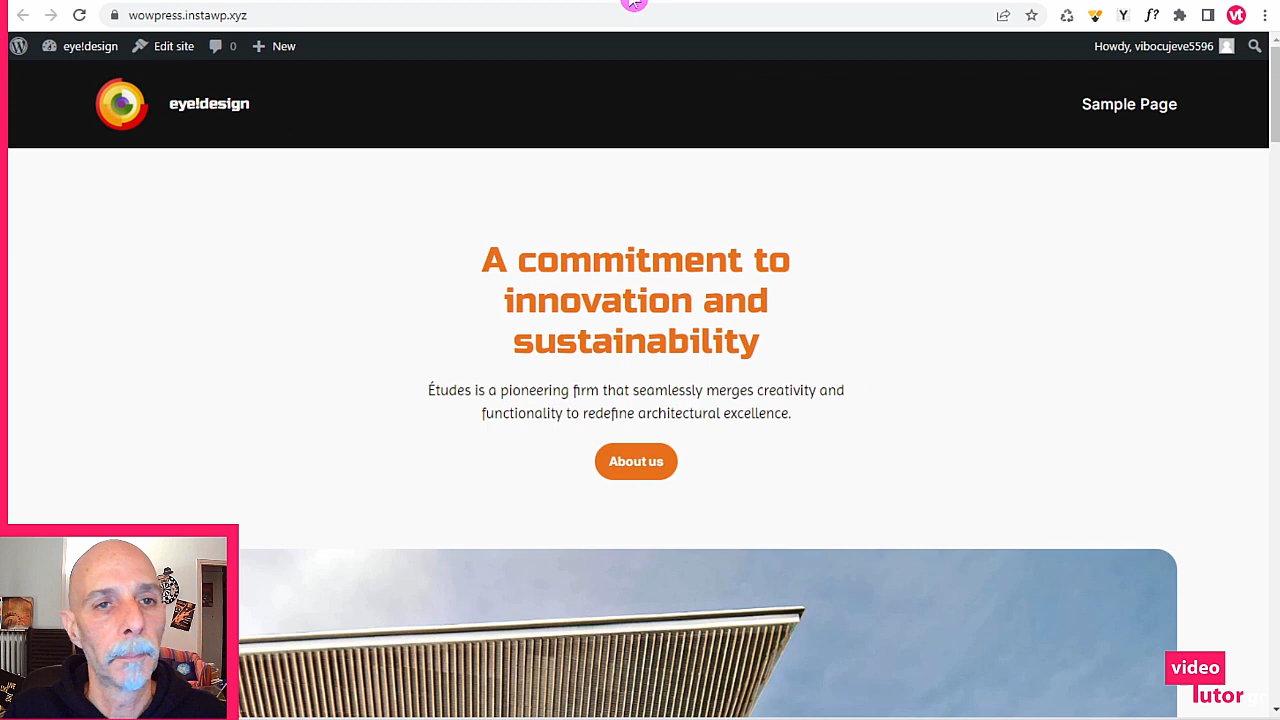 wowpress.instawp.xyz
Y
f?
vt
eye!design
Edit site
0
New
Howdy, vibocujeve5596
eye!design
Sample Page
A commitment to
innovation and
sustainability
Études is a pioneering firm that seamlessly merges creativity and
functionality to redefine architectural excellence.
About us
video
Tutor